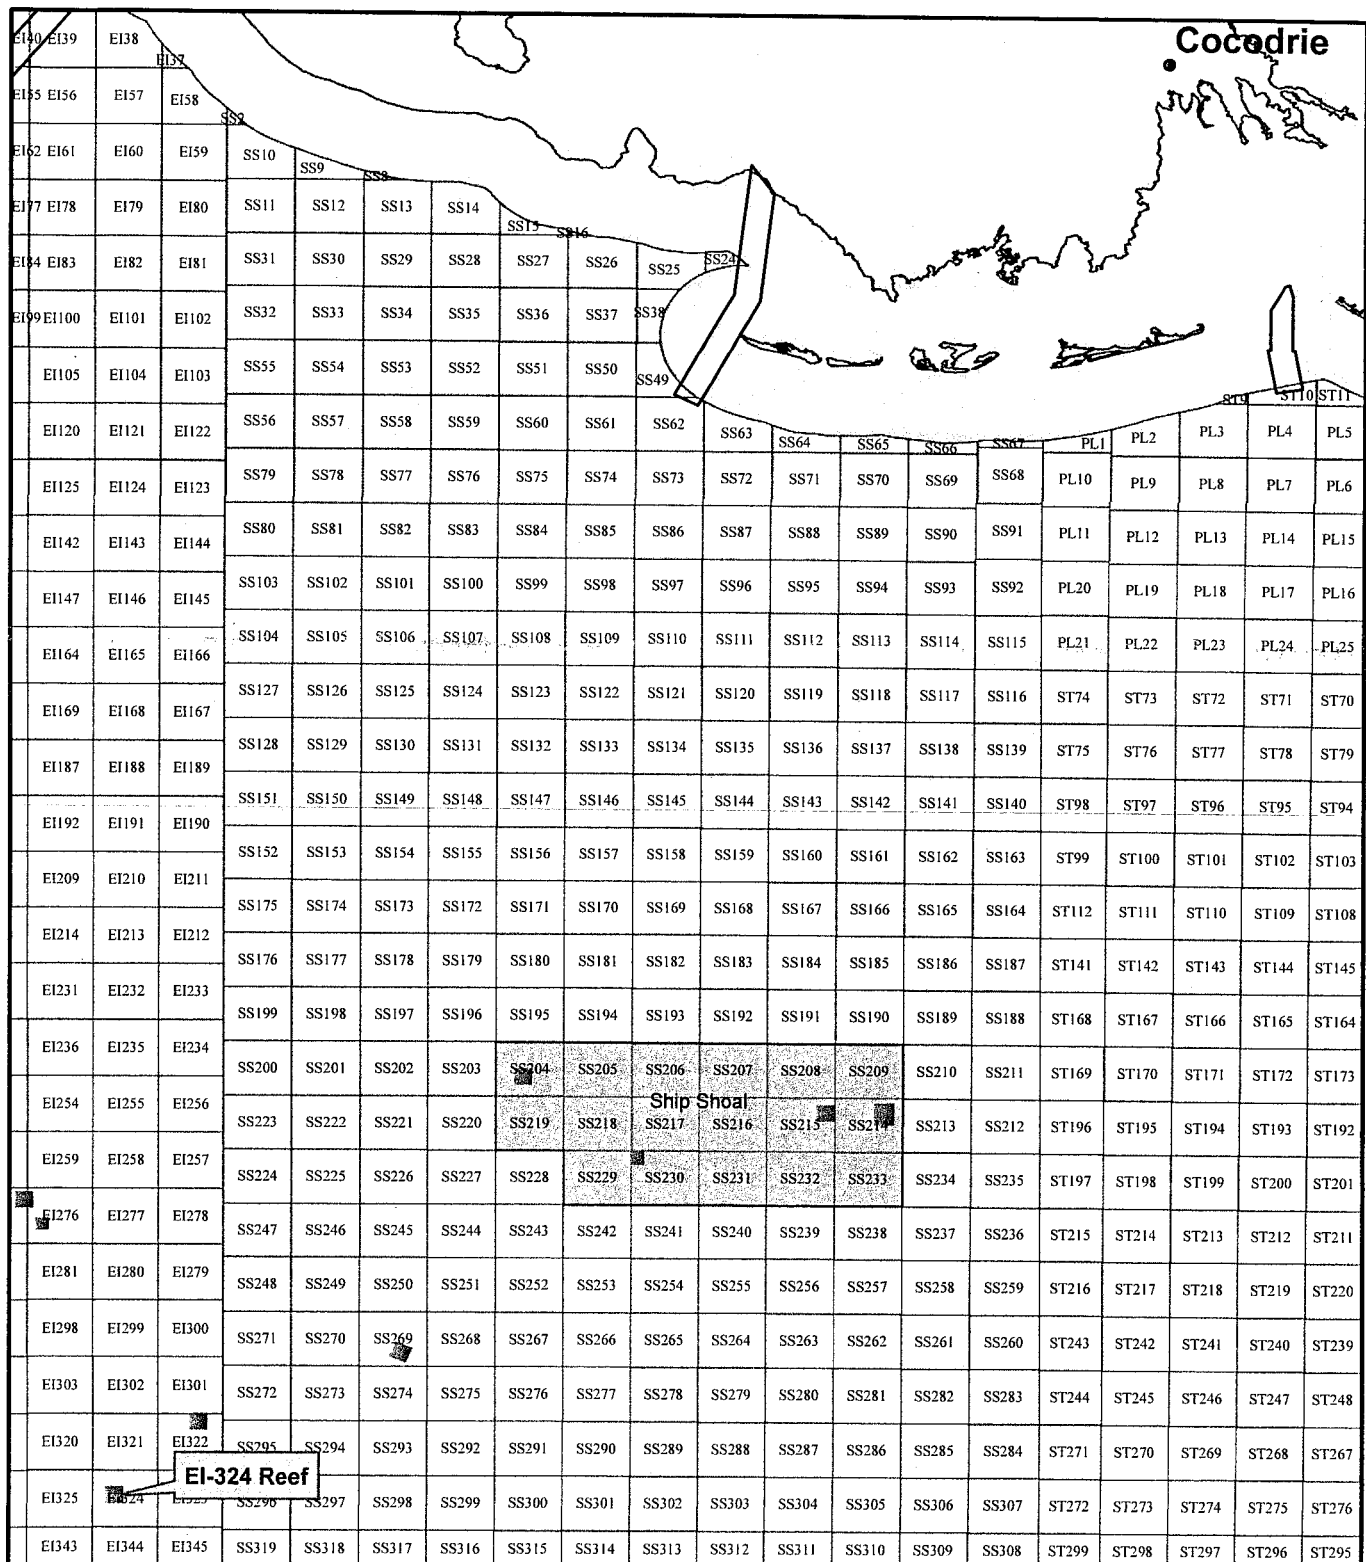 Cocodrie
EI40 EI39 EI38
EI37
EI55 EI56 EI57 EI58
SS2
EI62 EI61 EI60 EI59 SS10
SS9 SS8
EI77 EI78 EI79 EI80 SS11 SS12 SS13 SS14
SS15 SS16
EI84 EI83 EI82 EI81 SS31 SS30 SS29 SS28 SS27 SS26 SS25 SS24
EI99 EI100 EI101 EI102 SS32 SS33 SS34 SS35 SS36 SS37 SS38
EI105 EI104 EI103 SS55 SS54 SS53 SS52 SS51 SS50 SS49
ST9 ST10 ST11
EI120 EI121 EI122 SS56 SS57 SS58 SS59 SS60 SS61 SS62 SS63 SS64 SS65 SS66 SS67 PL1 PL2 PL3 PL4 PL5
EI125 EI124 EI123 SS79 SS78 SS77 SS76 SS75 SS74 SS73 SS72 SS71 SS70 SS69 SS68 PL10 PL9 PL8 PL7 PL6
EI142 EI143 EI144 SS80 SS81 SS82 SS83 SS84 SS85 SS86 SS87 SS88 SS89 SS90 SS91 PL11 PL12 PL13 PL14 PL15
EI147 EI146 EI145 SS103 SS102 SS101 SS100 SS99 SS98 SS97 SS96 SS95 SS94 SS93 SS92 PL20 PL19 PL18 PL17 PL16
EI164 EI165 EI166 SS104 SS105 SS106 SS107 SS108 SS109 SS110 SS111 SS112 SS113 SS114 SS115 PL21 PL22 PL23 PL24 PL25
EI169 EI168 EI167 SS127 SS126 SS125 SS124 SS123 SS122 SS121 SS120 SS119 SS118 SS117 SS116 ST74 ST73 ST72 ST71 ST70
EI187 EI188 EI189 SS128 SS129 SS130 SS131 SS132 SS133 SS134 SS135 SS136 SS137 SS138 SS139 ST75 ST76 ST77 ST78 ST79
EI192 EI191 EI190 SS151 SS150 SS149 SS148 SS147 SS146 SS145 SS144 SS143 SS142 SS141 SS140 ST98 ST97 ST96 ST95 ST94
EI209 EI210 EI211 SS152 SS153 SS154 SS155 SS156 SS157 SS158 SS159 SS160 SS161 SS162 SS163 ST99 ST100 ST101 ST102 ST103
EI214 EI213 EI212 SS175 SS174 SS173 SS172 SS171 SS170 SS169 SS168 SS167 SS166 SS165 SS164 ST112 ST111 ST110 ST109 ST108
EI231 EI232 EI233 SS176 SS177 SS178 SS179 SS180 SS181 SS182 SS183 SS184 SS185 SS186 SS187 ST141 ST142 ST143 ST144 ST145
EI236 EI235 EI234 SS199 SS198 SS197 SS196 SS195 SS194 SS193 SS192 SS191 SS190 SS189 SS188 ST168 ST167 ST166 ST165 ST164
EI254 EI255 EI256 SS200 SS201 SS202 SS203 SS204 SS205 SS206 SS207 SS208 SS209 SS210 SS211 ST169 ST170 ST171 ST172 ST173
Ship Shoal
EI259 EI258 EI257 SS223 SS222 SS221 SS220 SS219 SS218 SS217 SS216 SS215 SS214 SS213 SS212 ST196 ST195 ST194 ST193 ST192
EI276 EI277 EI278 SS224 SS225 SS226 SS227 SS228 SS229 SS230 SS231 SS232 SS233 SS234 SS235 ST197 ST198 ST199 ST200 ST201
EI281 EI280 EI279 SS247 SS246 SS245 SS244 SS243 SS242 SS241 SS240 SS239 SS238 SS237 SS236 ST215 ST214 ST213 ST212 ST211
EI298 EI299 EI300 SS248 SS249 SS250 SS251 SS252 SS253 SS254 SS255 SS256 SS257 SS258 SS259 ST216 ST217 ST218 ST219 ST220
EI303 EI302 EI301 SS271 SS270 SS269 SS268 SS267 SS266 SS265 SS264 SS263 SS262 SS261 SS260 ST243 ST242 ST241 ST240 ST239
SS272 SS273 SS274 SS275 SS276 SS277 SS278 SS279 SS280 SS281 SS282 SS283 ST244 ST245 ST246 ST247 ST248
EI320 EI321 EI322 SS295 SS294 SS293 SS292 SS291 SS290 SS289 SS288 SS287 SS286 SS285 SS284 ST271 ST270 ST269 ST268 ST267
EI-324 Reef
EI325 EI324 SS296 SS297 SS298 SS299 SS300 SS301 SS302 SS303 SS304 SS305 SS306 SS307 ST272 ST273 ST274 ST275 ST276
EI343 EI344 EI345 SS319 SS318 SS317 SS316 SS315 SS314 SS313 SS312 SS311 SS310 SS309 SS308 ST299 ST298 ST297 ST296 ST295